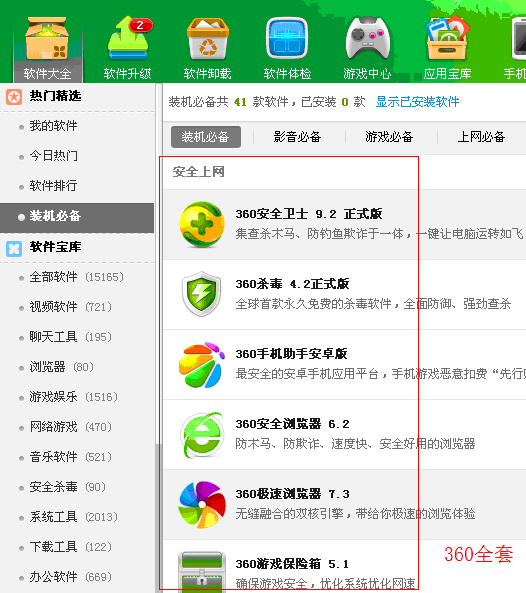 软件大全
2
软件升级
软件卸载
软件体检
游戏中心
应用宝库
手机
热门精选
我的软件
今日热门
软件排行
装机必备
软件宝库
全部软件 (15165)
视频软件 (721)
聊天工具 (195)
浏览器 (80)
游戏娱乐 (1516)
网络游戏 (470)
音乐软件 (521)
安全杀毒 (90)
系统工具 (2013)
下载工具 (122)
办公软件 (669)
装机必备共 41 款软件，已安装 0 款 显示已安装软件
装机必备 影音必备 游戏必备 上网必备
安全上网
360安全卫士 9.2 正式版
集查杀木马、防钓鱼欺诈于一体，一键让电脑运转如飞
360杀毒 4.2正式版
全球首款永久免费的杀毒软件，全面防御、强劲查杀
360手机助手安卓版
最安全的安卓手机应用平台，手机游戏恶意扣费“先行
360安全浏览器 6.2
防木马、防欺诈、速度快、安全好用的浏览器
360极速浏览器 7.3
无缝融合的双核引擎，带给你极速的浏览体验
360游戏保险箱 5.1
确保游戏安全，优化系统优化网速
360全套